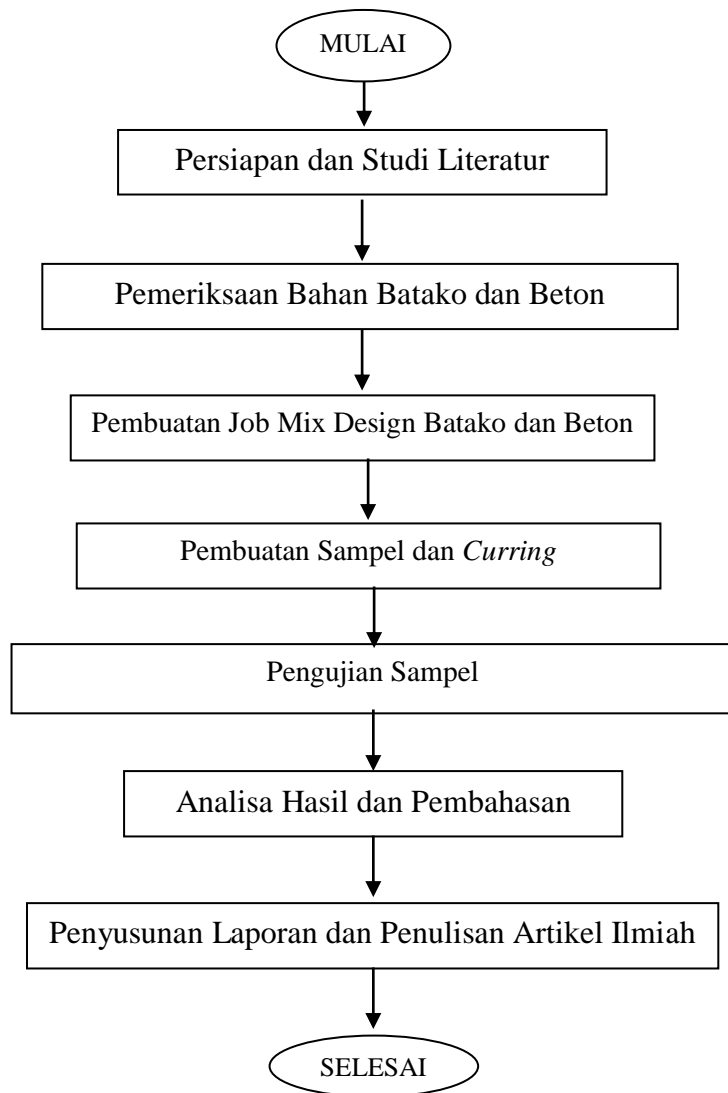 MULAI
Persiapan dan Studi Literatur
Pemeriksaan Bahan Batako dan Beton
Pembuatan Job Mix Design Batako dan Beton
Pembuatan Sampel dan Curring
Pengujian Sampel
Analisa Hasil dan Pembahasan
Penyusunan Laporan dan Penulisan Artikel Ilmiah
SELESAI